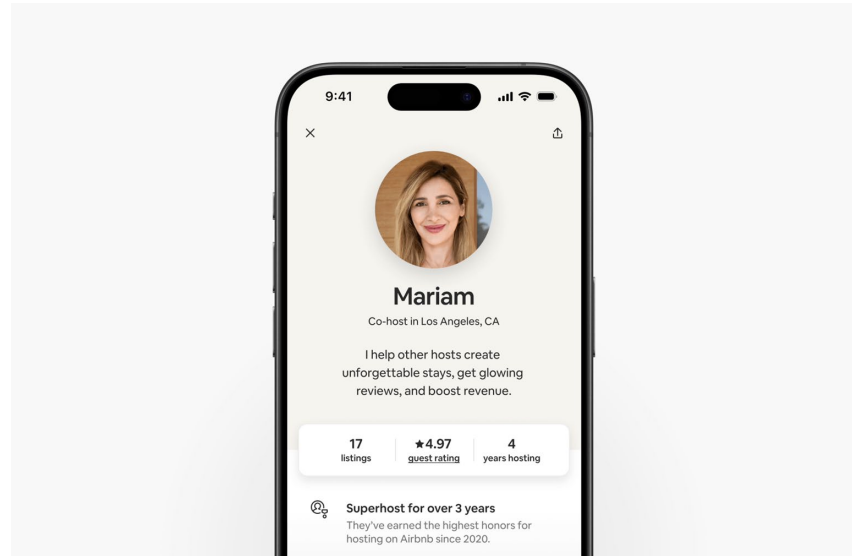 9:41
Mariam
Co-host in Los Angeles, CA
I help other hosts create
unforgettable stays, get glowing
reviews, and boost revenue.
17 ★4.97 4
listings guest rating years hosting
Superhost for over 3 years
They've earned the highest honors for
hosting on Airbnb since 2020.